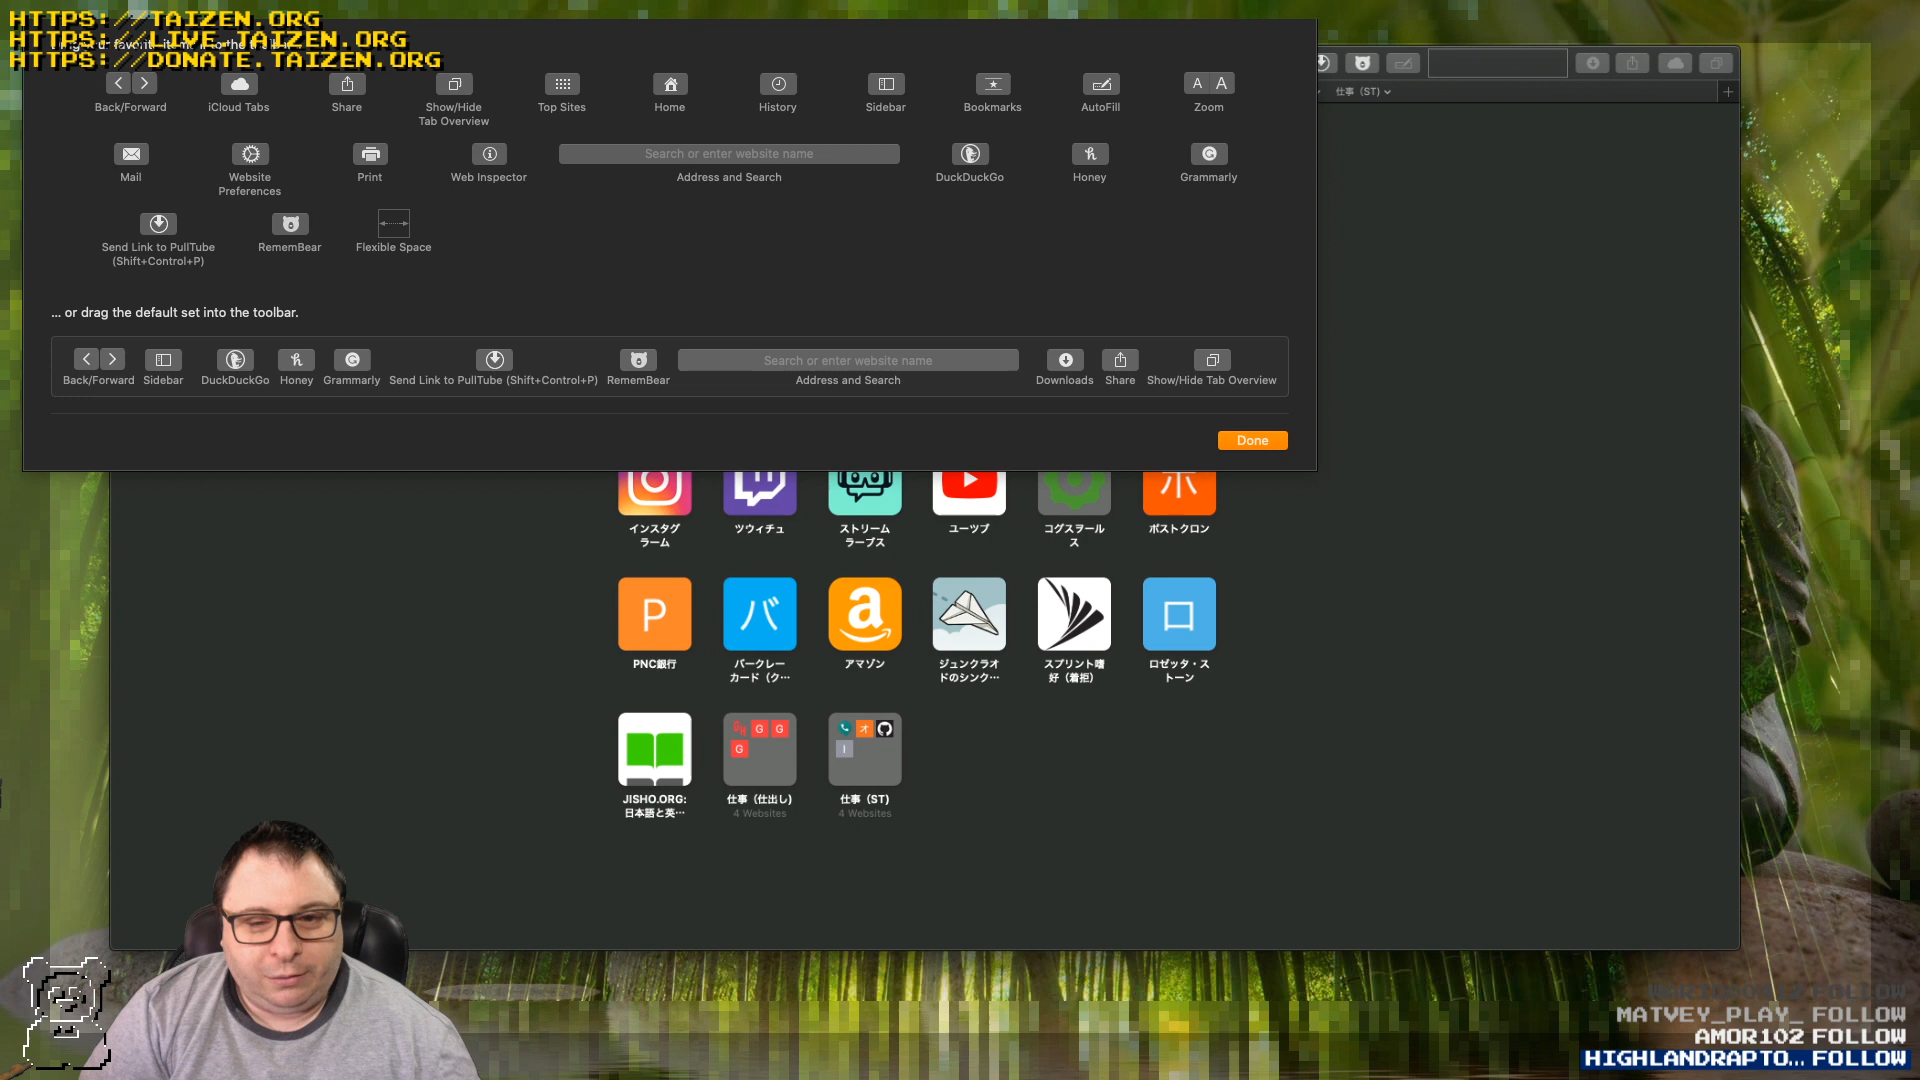 HTTPS://TAIZEN.ORG
HTTPS://LIVE.TAIZEN.ORG
HTTPS://DONATE.TAIZEN.ORG
Back/Forward
iCloud Tabs
Share
Show/Hide
Tab Overview
Top Sites
Home
History
Sidebar
Bookmarks
AutoFill
A A
Zoom
仕事（ST）
Mail
Website
Preferences
Print
Web Inspector
Search or enter website name
Address and Search
DuckDuckGo
Honey
Grammarly
Send Link to PullTube
(Shift+Control+P)
RememBear
Flexible Space
... or drag the default set into the toolbar.
Back/Forward
Sidebar
DuckDuckGo
Honey
Grammarly
Send Link to PullTube (Shift+Control+P)
RememBear
Search or enter website name
Address and Search
Downloads
Share
Show/Hide Tab Overview
Done
インスタグ
ラーム
ツウィチュ
ストリーム
ラーブス
ユーツブ
コグスヲール
ス
ポストクロン
P
PNC銀行
バ
バークレー
カード（ク…
a
アマゾン
ジュンクラオ
ドのシンク…
スプリント嗜
好（着拒）
ロ
ロゼッタ・ス
トーン
JISHO.ORG:
日本語と英…
G G
G
仕事（仕出し）
4 Websites
オ
I
仕事（ST）
4 Websites
FOLLOW
MATVEY_PLAY_ FOLLOW
AMOR102 FOLLOW
HIGHLANDRAPTO... FOLLOW